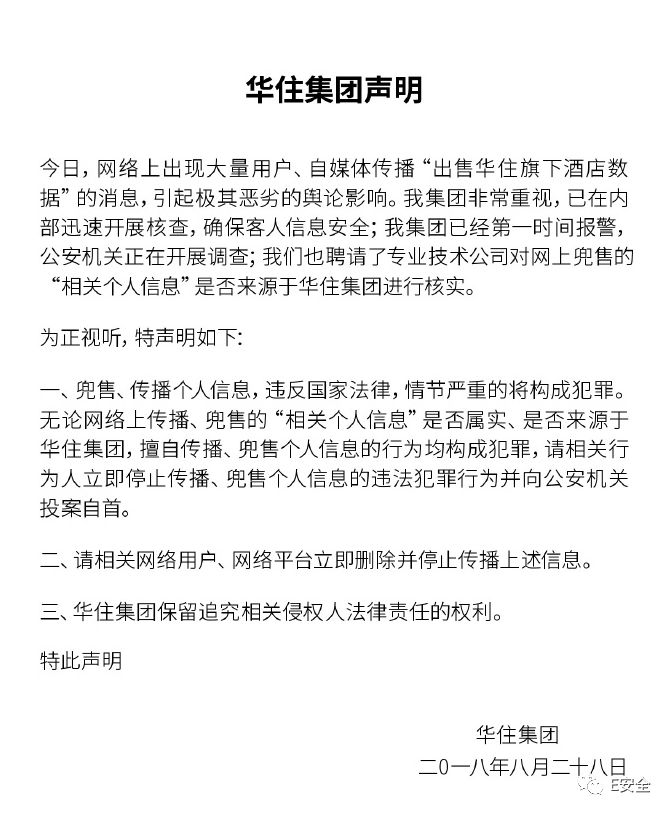 华住集团声明
今日，网络上出现大量用户、自媒体传播“出售华住旗下酒店数
据”的消息，引起极其恶劣的舆论影响。我集团非常重视，已在内
部迅速开展核查，确保客人信息安全；我集团已经第一时间报警，
公安机关正在开展调查；我们也聘请了专业技术公司对网上兜售的
“相关个人信息”是否来源于华住集团进行核实。
为正视听，特声明如下：
一、兜售、传播个人信息，违反国家法律，情节严重的将构成犯罪。
无论网络上传播、兜售的“相关个人信息”是否属实、是否来源于
华住集团，擅自传播、兜售个人信息的行为均构成犯罪，请相关行
为人立即停止传播、兜售个人信息的违法犯罪行为并向公安机关
投案自首。
二、请相关网络用户、网络平台立即删除并停止传播上述信息。
三、华住集团保留追究相关侵权人法律责任的权利。
特此声明
华住集团
二0一八年八月二十八日
E安全